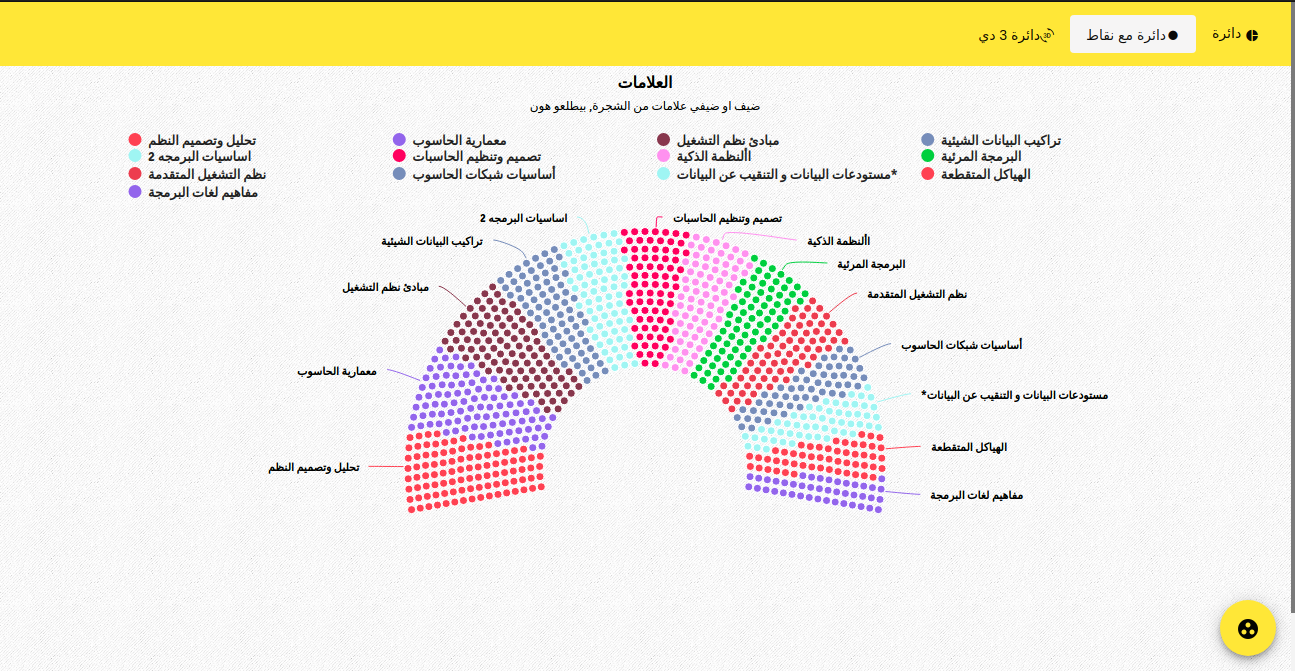 دائرة
دائرة مع نقاط
دائرة 3 دي
3D
العلامات
ضيف او ضيفي علامات من الشجرة, بيطلعو هون
تحليل وتصميم النظم
معمارية الحاسوب
مبادئ نظم التشغيل
تراكيب البيانات الشيئية
اساسيات البرمجه 2
تصميم وتنظيم الحاسبات
األنظمة الذكية
البرمجة المرئية
نظم التشغيل المتقدمة
أساسيات شبكات الحاسوب
*مستودعات البيانات و التنقيب عن البيانات
الهياكل المتقطعة
مفاهيم لغات البرمجة
اساسيات البرمجه 2
تصميم وتنظيم الحاسبات
تراكيب البيانات الشيئية
األنظمة الذكية
البرمجة المرئية
مبادئ نظم التشغيل
نظم التشغيل المتقدمة
أساسيات شبكات الحاسوب
معمارية الحاسوب
مستودعات البيانات و التنقيب عن البيانات*
الهياكل المتقطعة
تحليل وتصميم النظم
مفاهيم لغات البرمجة